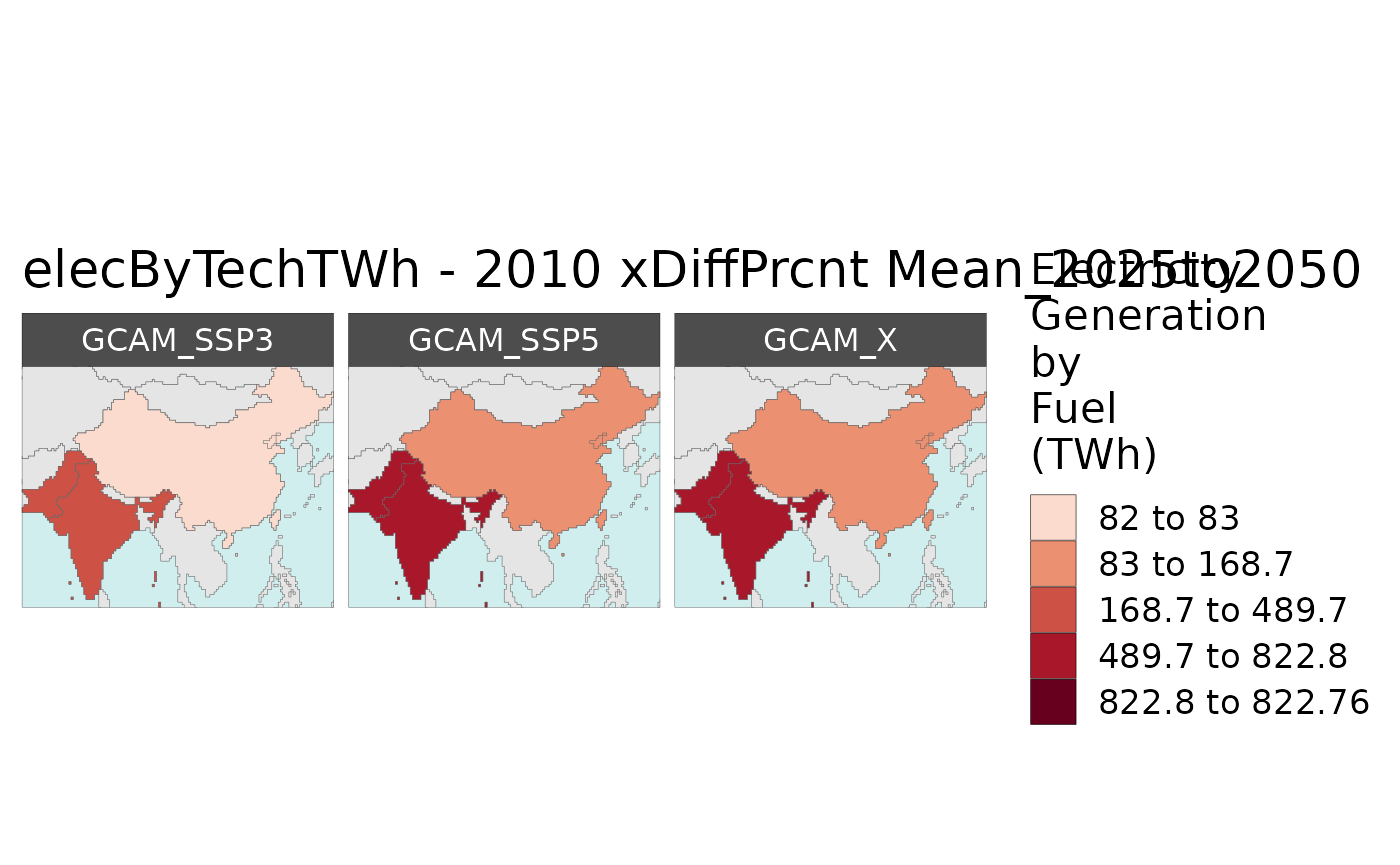 elecByTechTWh - 2010 xDiffPrcnt Mean_2025to2050
GCAM_SSP3
GCAM_SSP5
GCAM_X
Electricity
Generation
by
Fuel
(TWh)
82 to 83
83 to 168.7
168.7 to 489.7
489.7 to 822.8
822.8 to 822.76